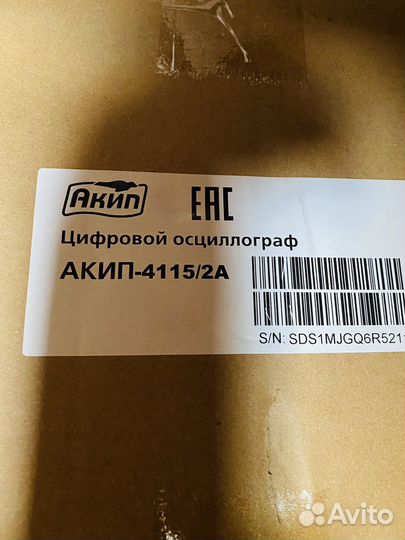 Акип
EAC
Цифровой осциллограф
АКИП-4115/2А
S/N: SDS1MJGQ6R521
Avito